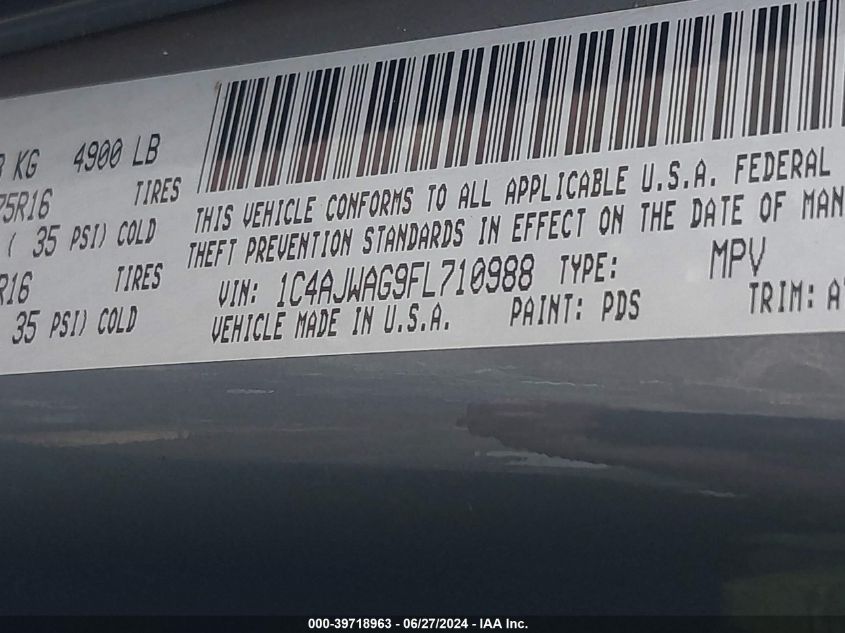 KG 4900 LB
75R16 TIRES
( 35 PSI) COLD
R16 TIRES
35 PSI) COLD
THIS VEHICLE CONFORMS TO ALL APPLICABLE U.S.A. FEDERAL
THEFT PREVENTION STANDARDS IN EFFECT ON THE DATE OF MAN
VIN: 1C4AJWAG9FL710988 TYPE: MPV
VEHICLE MADE IN U.S.A. PAINT: PDS TRIM: A
000-39718963 - 06/27/2024 - IAA Inc.